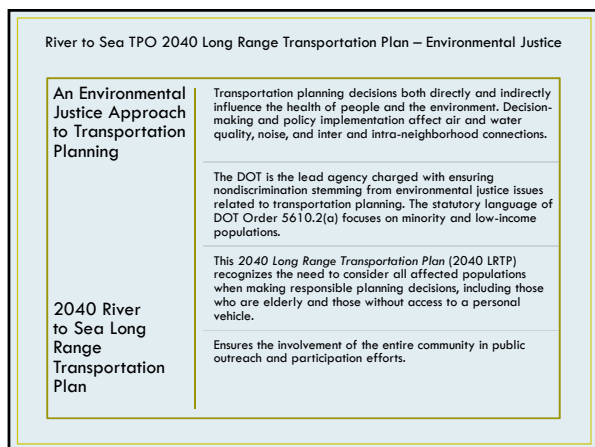 River to Sea TPO 2040 Long Range Transportation Plan – Environmental Justice
An Environmental
Justice Approach
to Transportation
Planning
Transportation planning decisions both directly and indirectly
influence the health of people and the environment. Decision-
making and policy implementation affect air and water
quality, noise, and inter and intra-neighborhood connections.
The DOT is the lead agency charged with ensuring
nondiscrimination stemming from environmental justice issues
related to transportation planning. The statutory language of
DOT Order 5610.2(a) focuses on minority and low-income
populations.
2040 River
to Sea Long
Range
Transportation
Plan
This 2040 Long Range Transportation Plan (2040 LRTP)
recognizes the need to consider all affected populations
when making responsible planning decisions, including those
who are elderly and those without access to a personal
vehicle.
Ensures the involvement of the entire community in public
outreach and participation efforts.